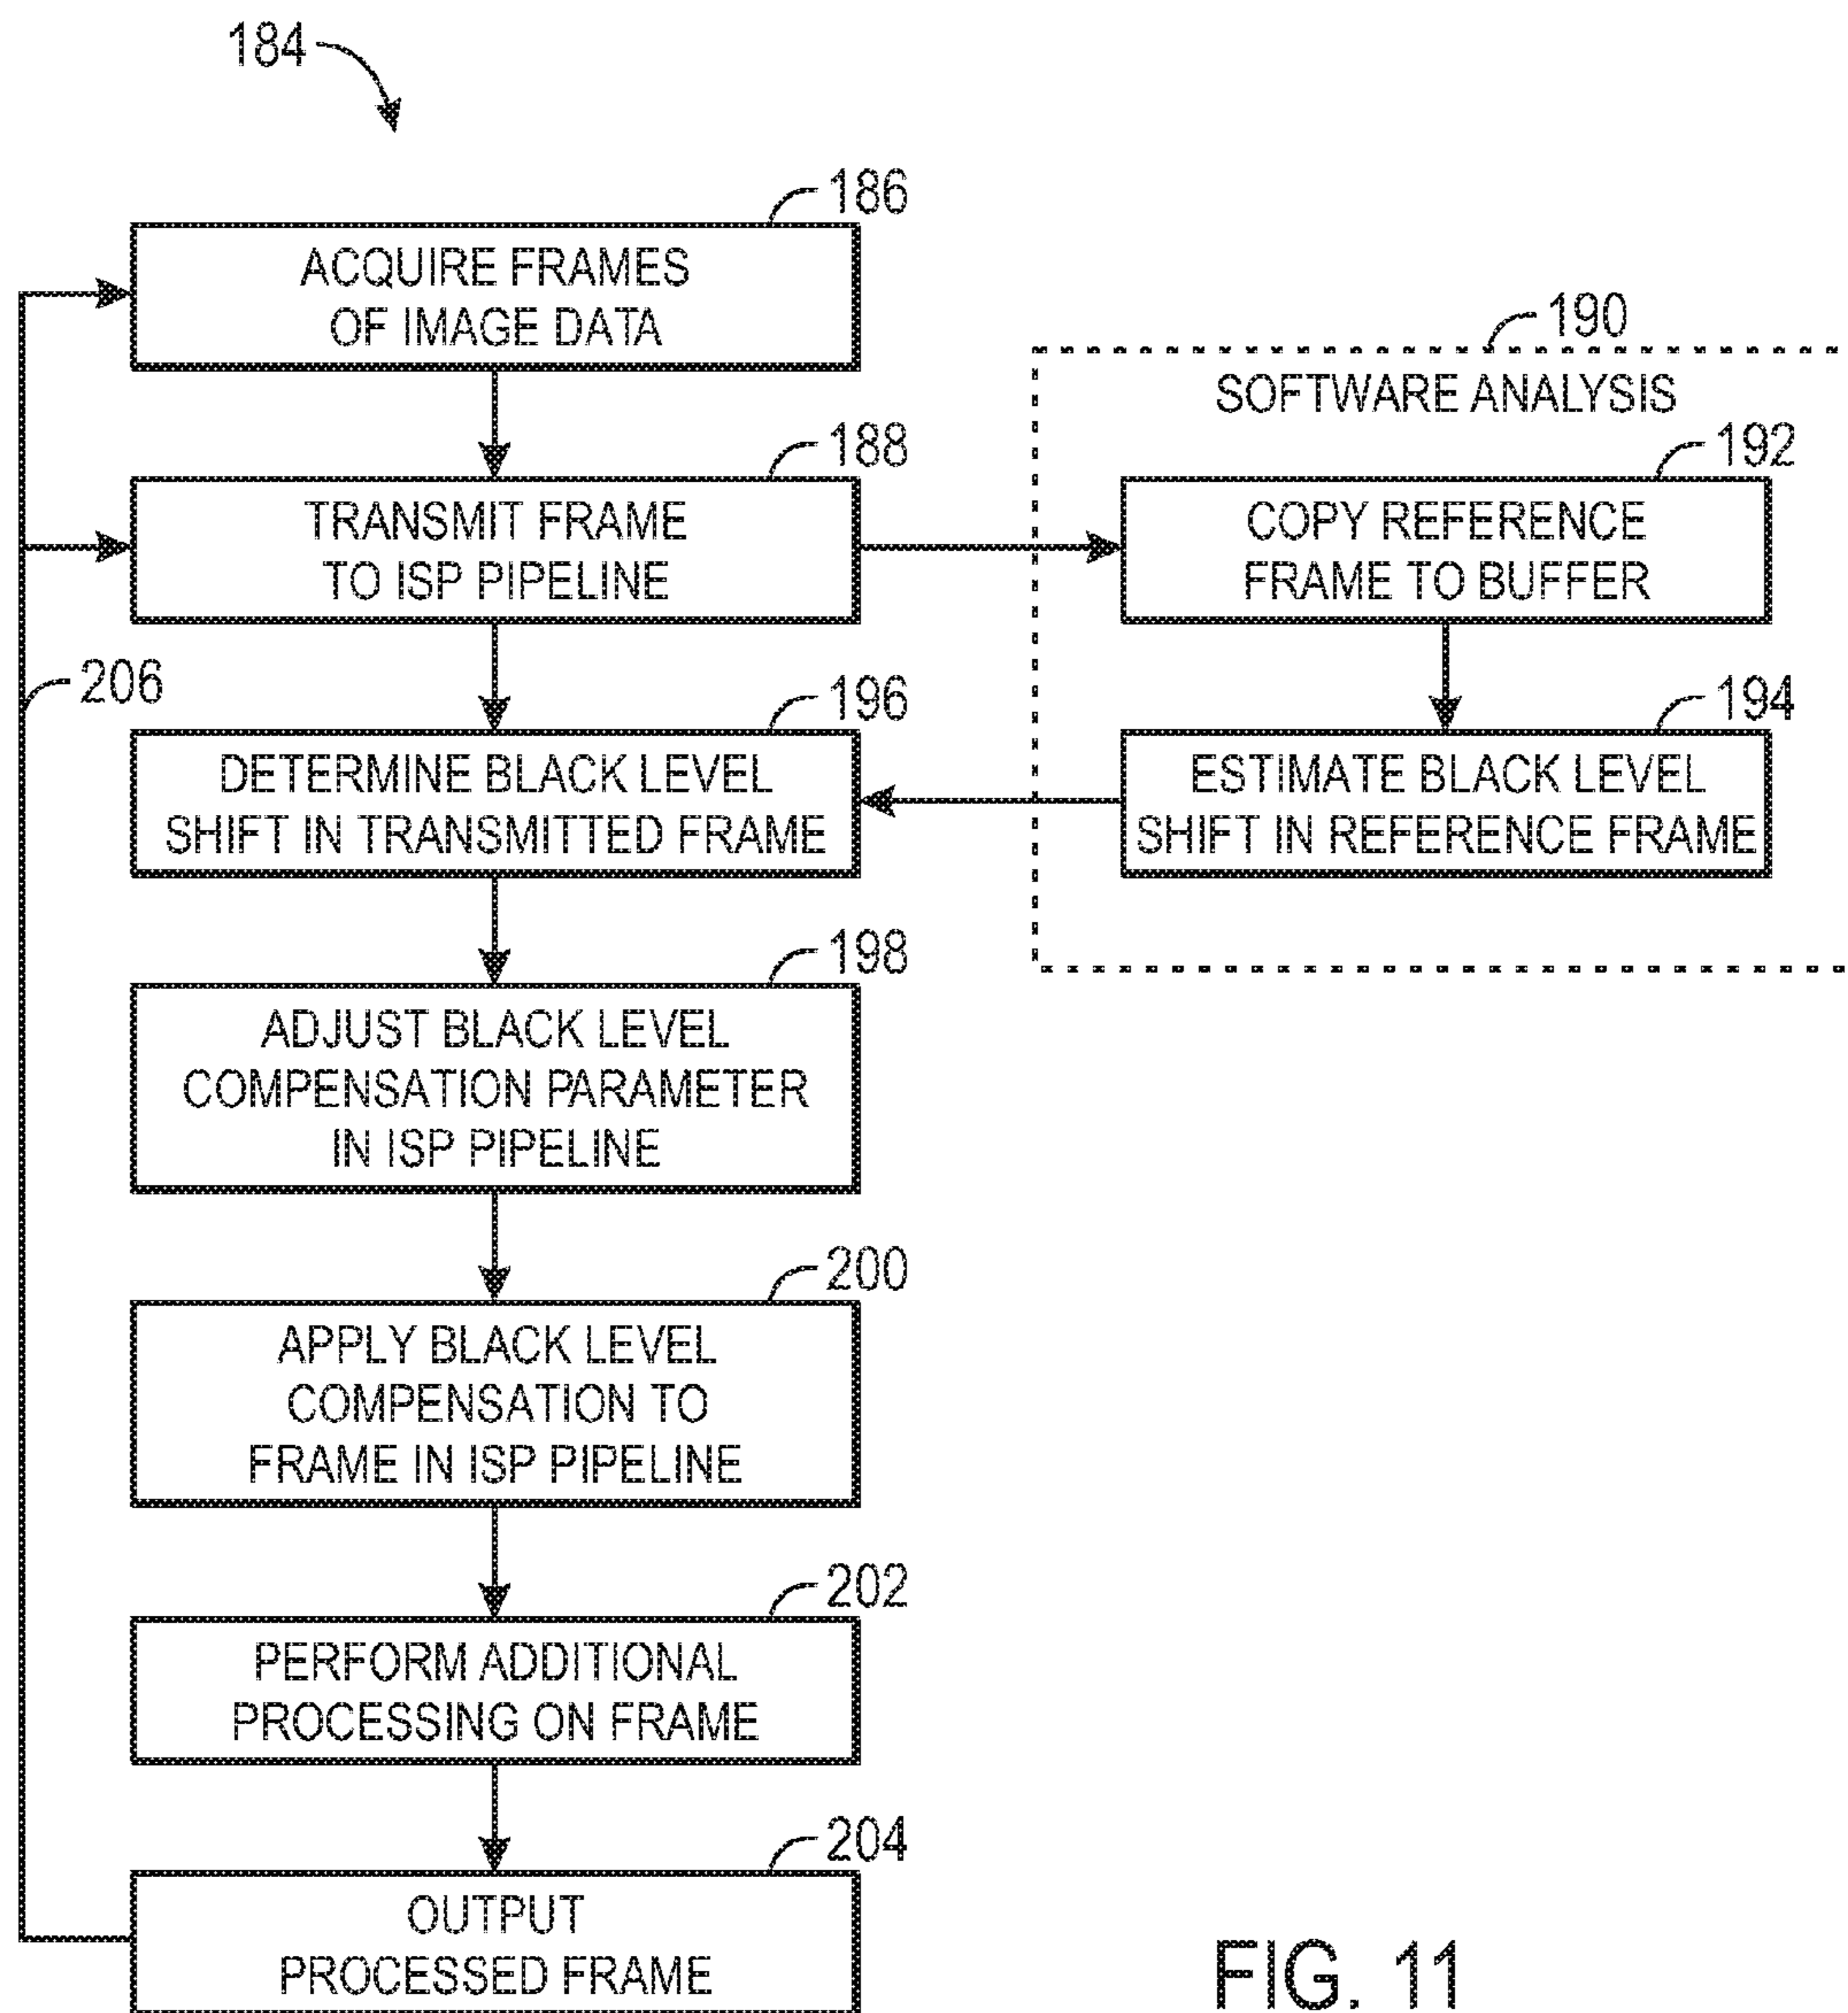 184
186
ACQUIRE FRAMES
OF IMAGE DATA
190
SOFTWARE ANALYSIS
188
TRANSMIT FRAME
TO ISP PIPELINE
192
COPY REFERENCE
FRAME TO BUFFER
206
196
DETERMINE BLACK LEVEL
SHIFT IN TRANSMITTED FRAME
194
ESTIMATE BLACK LEVEL
SHIFT IN REFERENCE FRAME
198
ADJUST BLACK LEVEL
COMPENSATION PARAMETER
IN ISP PIPELINE
200
APPLY BLACK LEVEL
COMPENSATION TO
FRAME IN ISP PIPELINE
202
PERFORM ADDITIONAL
PROCESSING ON FRAME
204
OUTPUT
PROCESSED FRAME
FIG. 11